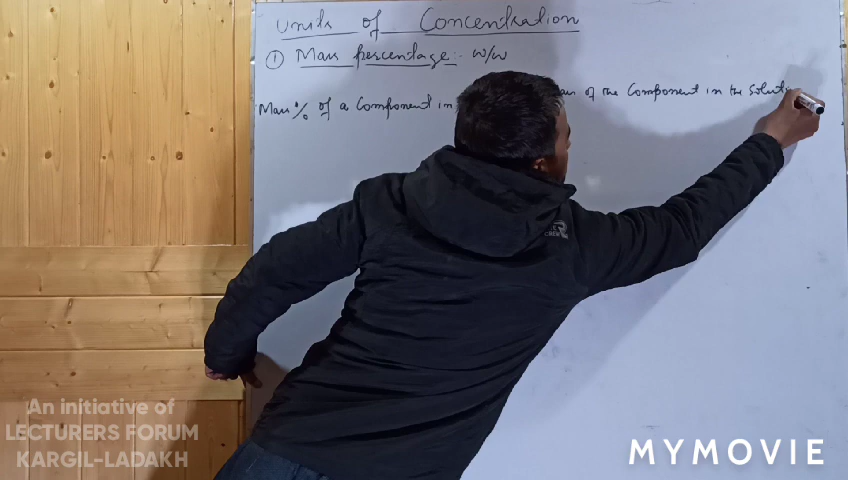 Units of Concentration
① Mass percentage:- w/w
Mass % of a Component in of the Component in the Solut
An initiative of
LECTURERS FORUM
KARGIL-LADAKH
MYMOVIE